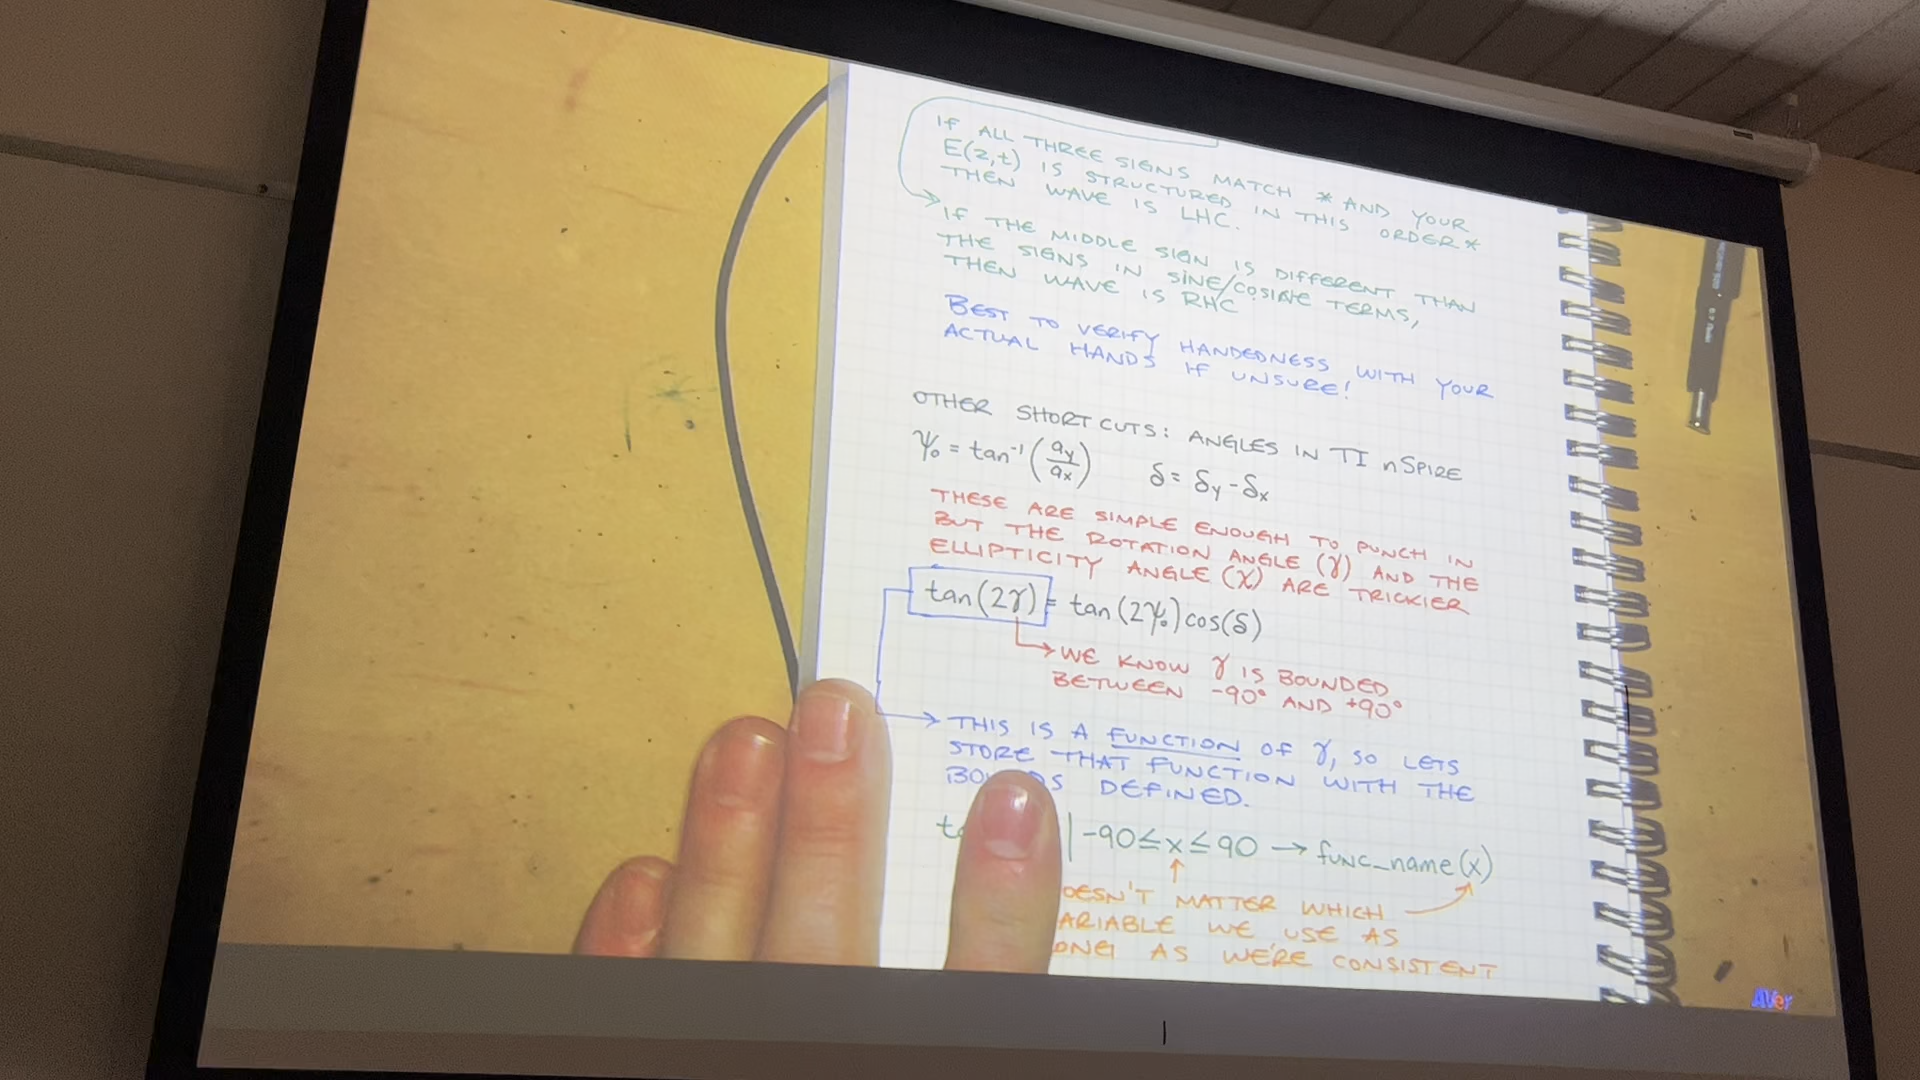 IF ALL THREE SIGNS MATCH * AND YOUR
E(z,t) IS STRUCTURED IN THIS ORDER *
THEN WAVE IS LHC.
IF THE MIDDLE SIGN IS DIFFERENT THAN
THE SIGNS IN SINE/COSINE TERMS,
THEN WAVE IS RHC
BEST TO VERIFY HANDEDNESS WITH YOUR
ACTUAL HANDS IF UNSURE!
OTHER SHORTCUTS: ANGLES IN TI nSPIRE
ψ₀ = tan⁻¹(ay/ax) δ = δy - δx
THESE ARE SIMPLE ENOUGH TO PUNCH IN
BUT THE ROTATION ANGLE (γ) AND THE
ELLIPTICITY ANGLE (χ) ARE TRICKIER
tan(2γ) = tan(2ψ₀)cos(δ)
WE KNOW γ IS BOUNDED
BETWEEN -90° AND +90°
THIS IS A FUNCTION OF γ, SO LETS
STORE THAT FUNCTION WITH THE
DEFINED.
| -90≤x≤90 → func_name(x)
MATTER WHICH
WE USE AS
AS WE'RE CONSISTENT
AVer